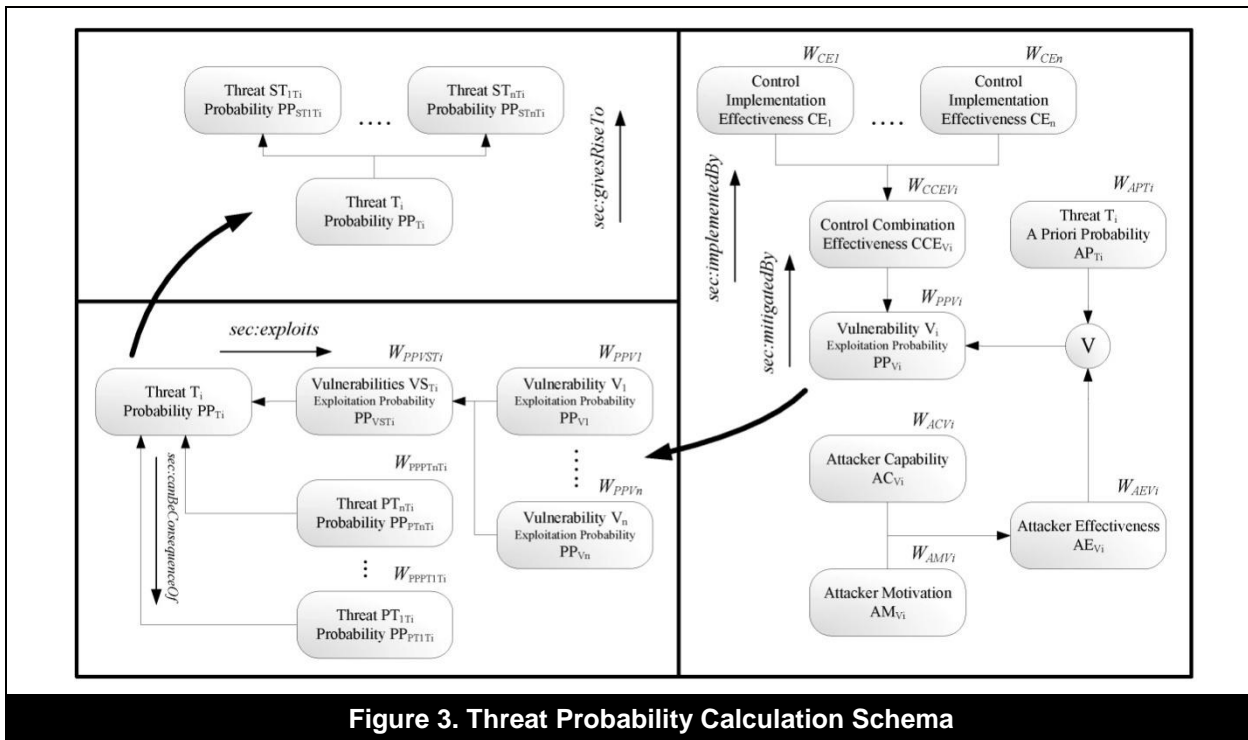 Threat ST1Ti
Probability PPST1Ti
....
Threat STnTi
Probability PPSTnTi
Threat Ti
Probability PPTi
sec:givesRiseTo
WCE1
Control
Implementation
Effectiveness CE1
....
WCEn
Control
Implementation
Effectiveness CEn
sec:implementedBy
WCCEVi
Control Combination
Effectiveness CCEVi
WAPTi
Threat Ti
A Priori Probability
APTi
sec:mitigatedBy
WPPVi
Vulnerability Vi
Exploitation Probability
PPVi
V
WACVi
Attacker Capability
ACVi
WAEVi
Attacker Effectiveness
AEVi
WAMVi
Attacker Motivation
AMVi
sec:exploits
Threat Ti
Probability PPTi
WPPVSTi
Vulnerabilities VSTi
Exploitation Probability
PPVSTi
WPPV1
Vulnerability V1
Exploitation Probability
PPV1
sec:canBeConsequenceOf
WPPPTnTi
Threat PTnTi
Probability PPPTnTi
WPPVn
Vulnerability Vn
Exploitation Probability
PPVn
WPPPT1Ti
Threat PT1Ti
Probability PPPT1Ti
Figure 3. Threat Probability Calculation Schema